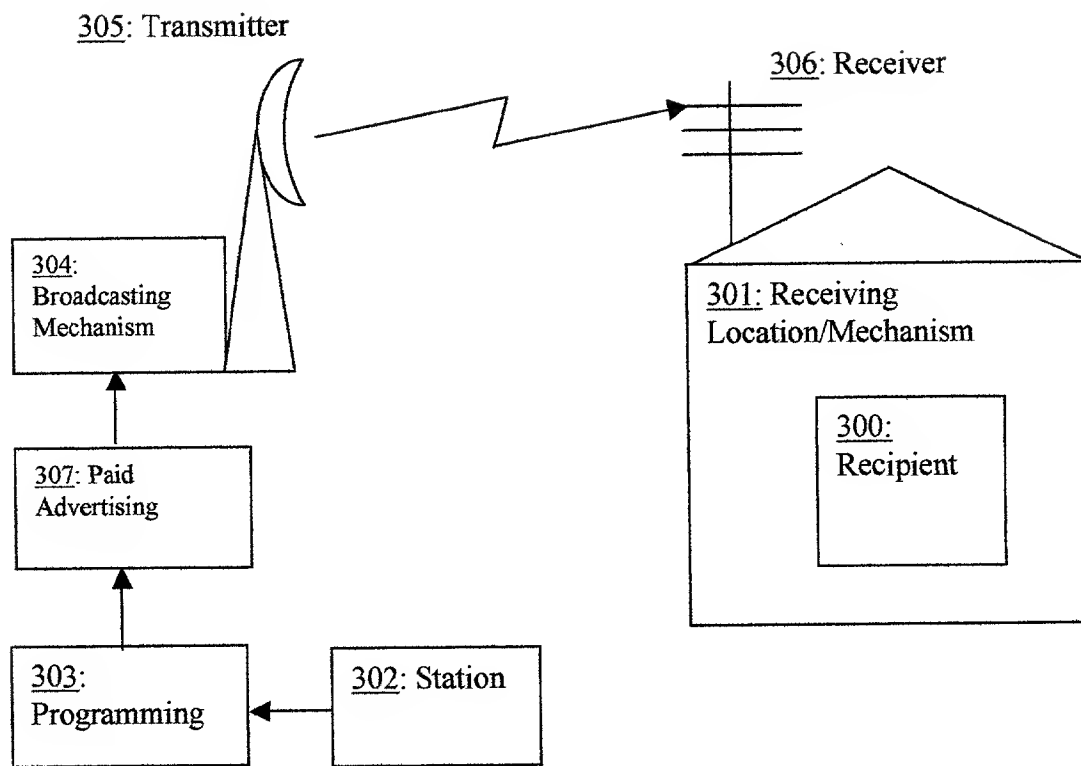 305: Transmitter
306: Receiver
304:
Broadcasting
Mechanism
301: Receiving
Location/Mechanism
300:
Recipient
307: Paid
Advertising
303:
Programming
302: Station